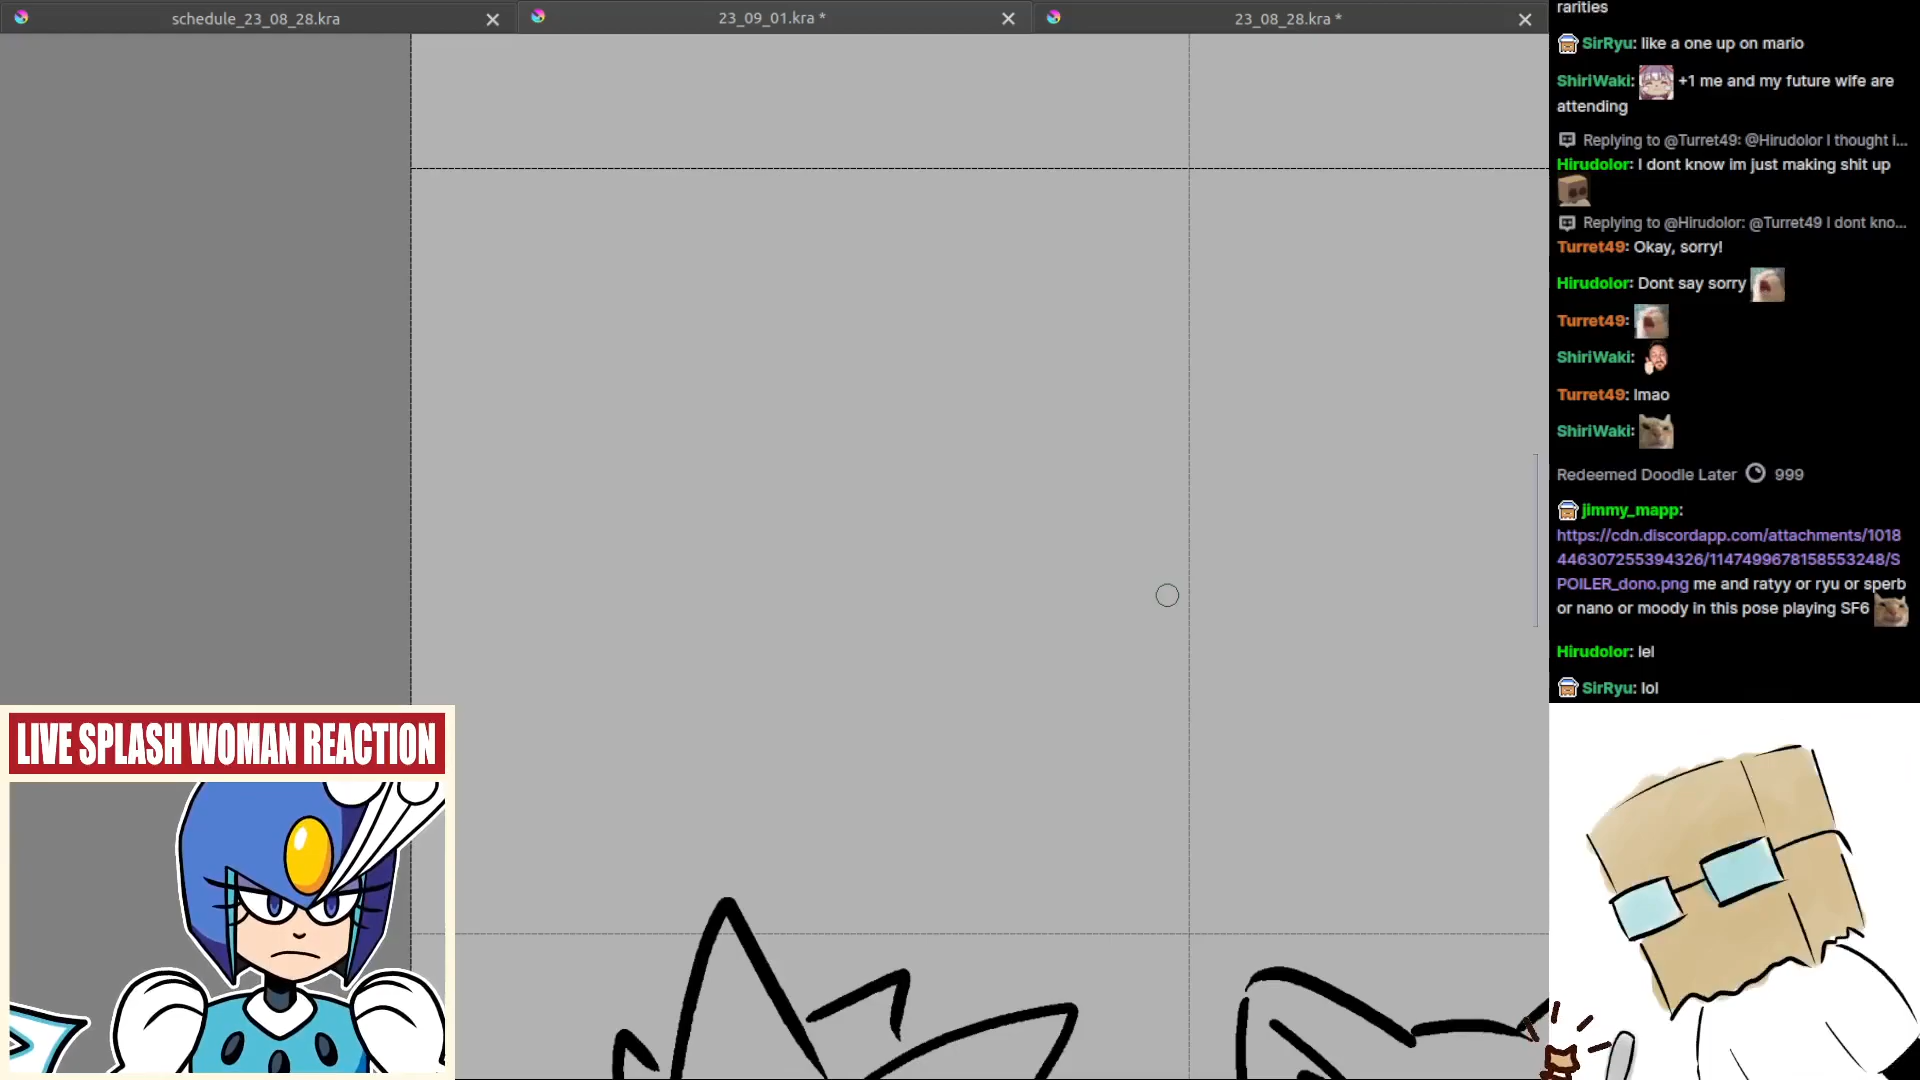 schedule_23_08_28.kra
23_09_01.kra *
23_08_28.kra *
rarities
SirRyu: like a one up on mario
ShiriWaki: +1 me and my future wife are
attending
Replying to @Turret49: @Hirudolor I thought i...
Hirudolor: I dont know im just making shit up
Replying to @Hirudolor: @Turret49 I dont kno...
Turret49: Okay, sorry!
Hirudolor: Dont say sorry
Turret49:
ShiriWaki:
Turret49: lmao
ShiriWaki:
Redeemed Doodle Later 999
jimmy_mapp:
https://cdn.discordapp.com/attachments/1018
446307255394326/1147499678158553248/S
POILER_dono.png me and ratyy or ryu or sperb
or nano or moody in this pose playing SF6
Hirudolor: lel
SirRyu: lol
LIVE SPLASH WOMAN REACTION